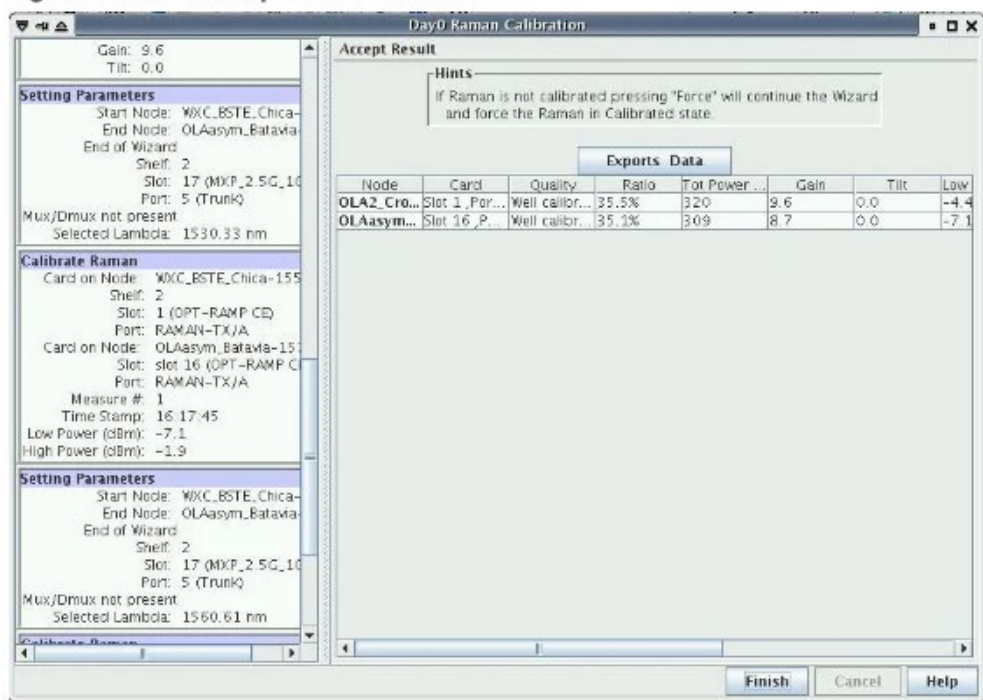 Day0 Raman Calibration
Gain: 9.6
Tilt: 0.0
Setting Parameters
Start Node: WXC_BSTE_Chica-
End Node: OLAasym_Batavia-
End of Wizard
Shelf: 2
Slot: 17 (MXP_2.5G_10
Port: 5 (Trunk)
Mux/Dmux not present
Selected Lambda: 1530.33 nm
Calibrate Raman
Card on Node: WXC_BSTE_Chica-155
Shelf: 2
Slot: 1 (OPT-RAMP CE)
Port: RAMAN-TX/A
Card on Node: OLAasym_Batavia-157
Slot: slot 16 (OPT-RAMP C
Port: RAMAN-TX/A
Measure #: 1
Time Stamp: 16:17:45
Low Power (dBm): -7.1
High Power (dBm): -1.9
Setting Parameters
Start Node: WXC_BSTE_Chica-
End Node: OLAasym_Batavia-
End of Wizard
Shelf: 2
Slot: 17 (MXP_2.5G_10
Port: 5 (Trunk)
Mux/Dmux not present
Selected Lambda: 1560.61 nm
Accept Result
Hints
If Raman is not calibrated pressing "Force" will continue the Wizard
and force the Raman in Calibrated state.
Exports Data
Node Card Quality Ratio Tot Power ... Gain Tilt Low
OLA2_Cro... Slot 1 ,Por... Well calibr... 35.5% 320 9.6 0.0 -4.4
OLAasym... Slot 16 ,P... Well calibr... 35.1% 309 8.7 0.0 -7.1
Finish Cancel Help